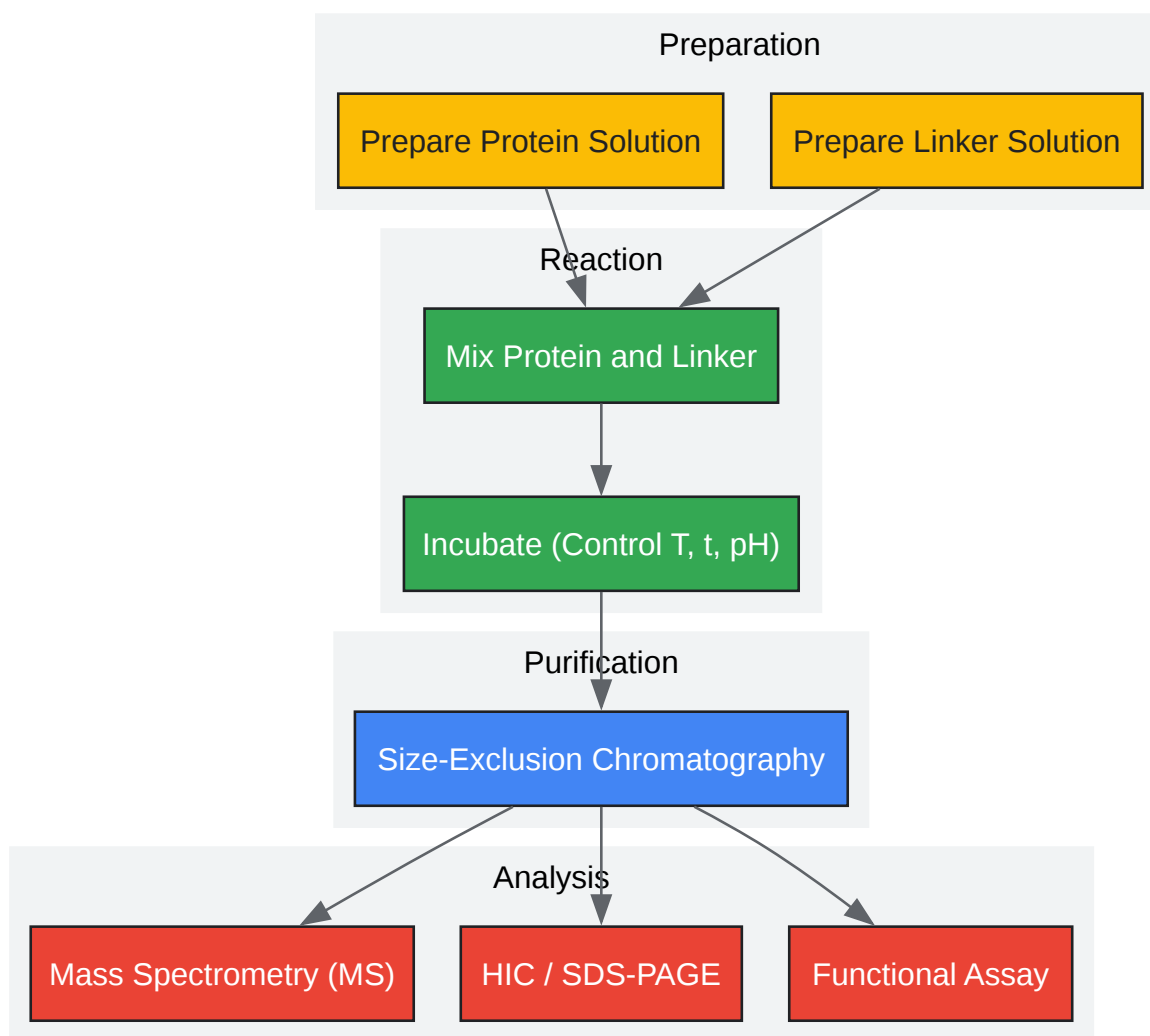 Preparation
Prepare Protein Solution
Prepare Linker Solution
Reaction
Mix Protein and Linker
Incubate (Control T, t, pH)
Purification
Size-Exclusion Chromatography
Analysis
Mass Spectrometry (MS)
HIC / SDS-PAGE
Functional Assay